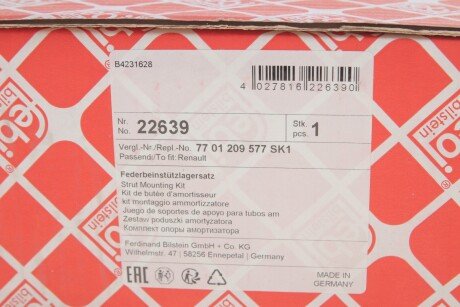 B4231628
4 027816 226390
Nr.
No. 22639
Stk.
pcs. 1
Vergl.-Nr./Repl.-No. 77 01 209 577 SK1
Passend/To fit: Renault
Federbeinstützlagersatz
Strut Mounting Kit
Kit de butée d'amortisseur
kit montaggio ammortizzatore
Juego de soportes de apoyo para tubos am
Zestaw poduszki amortyzatora
Комплект опоры амортизатора
Ferdinand Bilstein GmbH + Co. KG
Wilhelmstr. 47 | 58256 Ennepetal | Germany
EAC
MADE IN
GERMANY
febi
bilstein